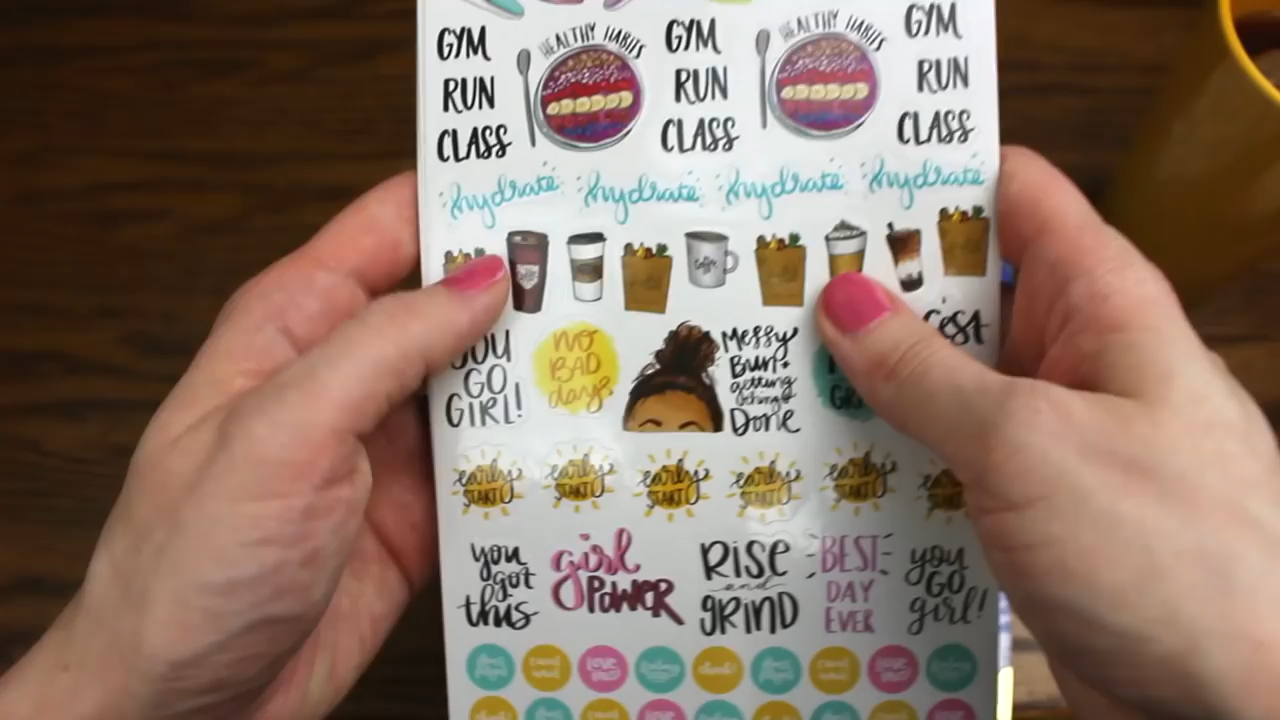 GYM
RUN
CLASS
HEALTHY HABITS
GYM
RUN
CLASS
HEALTHY HABITS
GYM
RUN
CLASS
hydrate
hydrate
hydrate
hydrate
Coffee
YOU
GO
GIRL!
NO
BAD
days
Messy
Bun +
getting
things
Done
early
START
early
START
early
START
early
START
early
START
early
START
you
got
this
girl
POWER
RISE
and
GRIND
BEST
DAY
EVER
you
GO
girl!